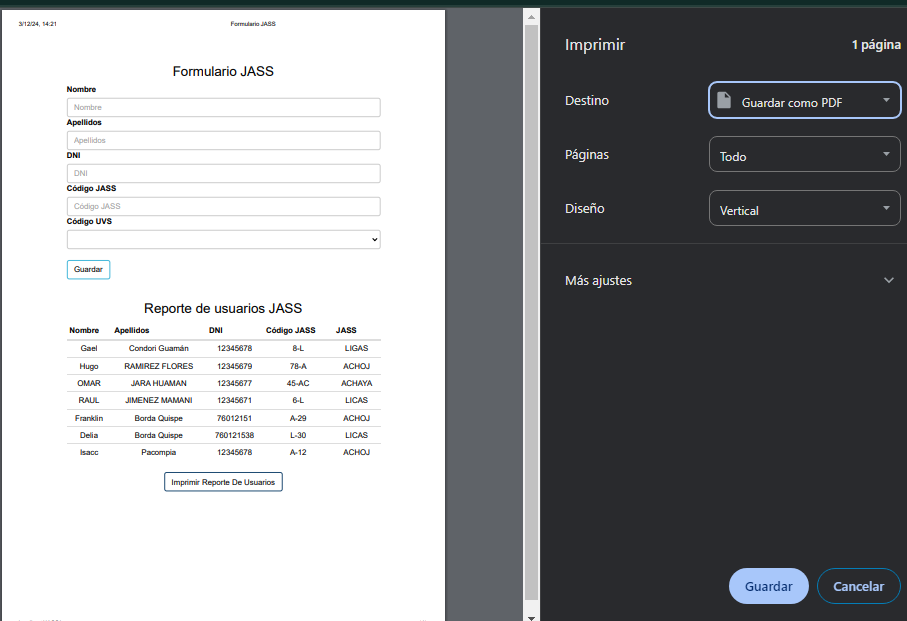 3/12/24, 14:21 Formulario JASS
Formulario JASS
Nombre
Nombre
Apellidos
Apellidos
DNI
DNI
Código JASS
Código JASS
Código UVS
Guardar
Reporte de usuarios JASS
Nombre Apellidos DNI Código JASS JASS
Gael Condori Guamán 12345678 8-L LIGAS
Hugo RAMIREZ FLORES 12345679 78-A ACHOJ
OMAR JARA HUAMAN 12345677 45-AC ACHAYA
RAUL JIMENEZ MAMANI 12345671 6-L LICAS
Franklin Borda Quispe 76012151 A-29 ACHOJ
Delia Borda Quispe 760121538 L-30 LICAS
Isacc Pacompia 12345678 A-12 ACHOJ
Imprimir Reporte De Usuarios
Imprimir 1 página
Destino Guardar como PDF
Páginas Todo
Diseño Vertical
Más ajustes
Guardar Cancelar